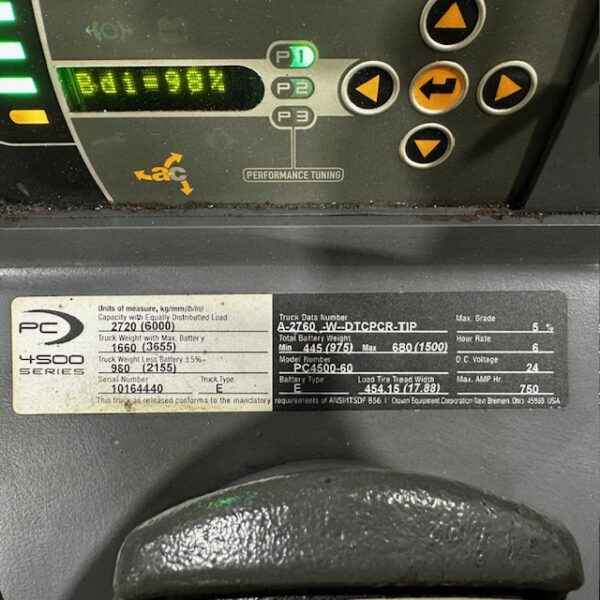 Bdi=98%
P1
P2
P3
ac
PERFORMANCE TUNING
PC
4500
SERIES
Units of measure, kg/mm(lb/in)
Capacity with Equally Distributed Load
2720 (6000)
Truck Weight with Max. Battery
1660 (3655)
Truck Weight Less Battery ±5%
980 (2155)
Serial Number
10164440
Truck Type
E
Truck Data Number
A-2760 -W--DTCPCR-TIP
Total Battery Weight
Min 445 (975) Max 680 (1500)
Model Number
PC4500-60
Battery Type
E
Load Tire Tread Width
454.15 (17.88)
Max. Grade
5 %
Hour Rate
6
D.C. Voltage
24
Max. AMP Hr.
750
This truck as released conforms to the mandatory requirements of ANSI/ITSDF B56.1 Crown Equipment Corporation New Bremen, Ohio 45869 USA